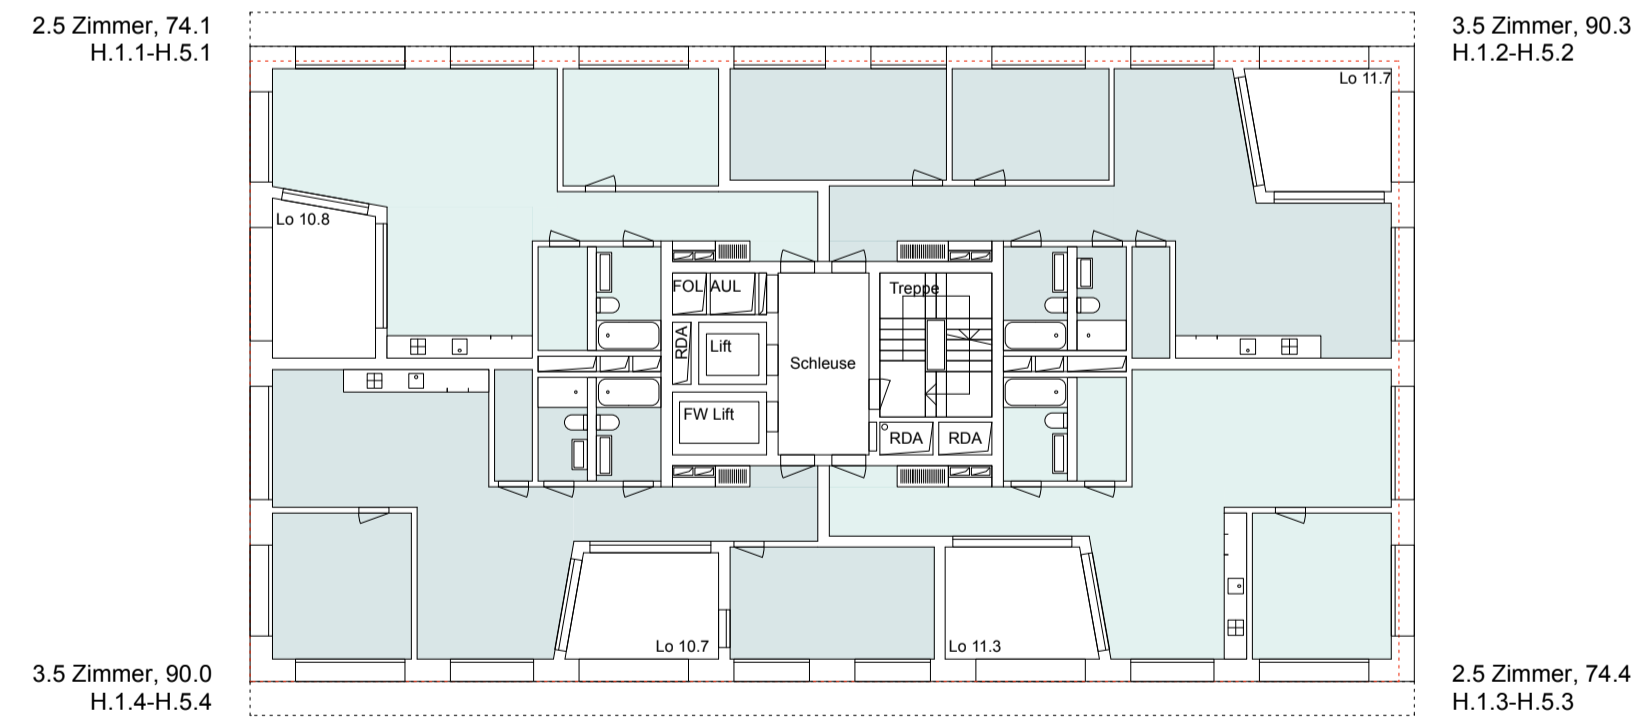 2.5 Zimmer, 74.1
H.1.1-H.5.1
3.5 Zimmer, 90.3
H.1.2-H.5.2
Lo 11.7
Lo 10.8
FOL
AUL
Treppe
RDA
Lift
Schleuse
FW Lift
RDA
RDA
Lo 10.7
Lo 11.3
3.5 Zimmer, 90.0
H.1.4-H.5.4
2.5 Zimmer, 74.4
H.1.3-H.5.3